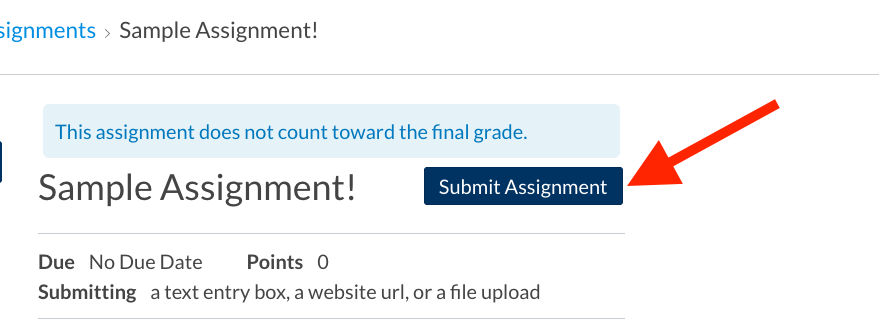 signments › Sample Assignment!
This assignment does not count toward the final grade.
Sample Assignment! Submit Assignment
Due No Due Date Points 0
Submitting a text entry box, a website url, or a file upload